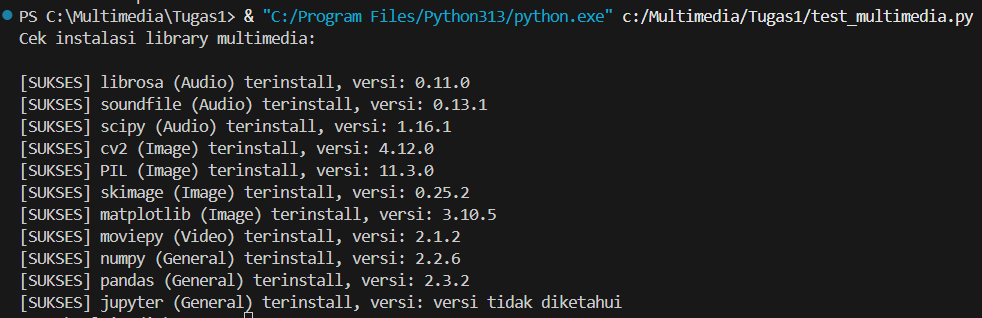 PS C:\Multimedia\Tugas1> & "C:/Program Files/Python313/python.exe" c:/Multimedia/Tugas1/test_multimedia.py
Cek instalasi library multimedia:
[SUKSES] librosa (Audio) terinstall, versi: 0.11.0
[SUKSES] soundfile (Audio) terinstall, versi: 0.13.1
[SUKSES] scipy (Audio) terinstall, versi: 1.16.1
[SUKSES] cv2 (Image) terinstall, versi: 4.12.0
[SUKSES] PIL (Image) terinstall, versi: 11.3.0
[SUKSES] skimage (Image) terinstall, versi: 0.25.2
[SUKSES] matplotlib (Image) terinstall, versi: 3.10.5
[SUKSES] moviepy (Video) terinstall, versi: 2.1.2
[SUKSES] numpy (General) terinstall, versi: 2.2.6
[SUKSES] pandas (General) terinstall, versi: 2.3.2
[SUKSES] jupyter (General) terinstall, versi: versi tidak diketahui